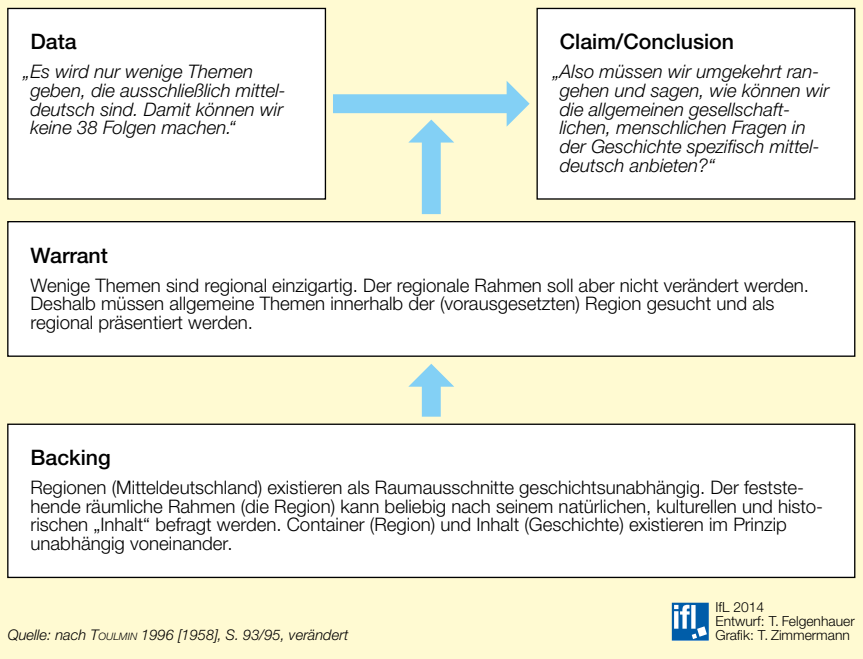 Data
„Es wird nur wenige Themen
geben, die ausschließlich mittel-
deutsch sind. Damit können wir
keine 38 Folgen machen.“
Claim/Conclusion
„Also müssen wir umgekehrt ran-
gehen und sagen, wie können wir
die allgemeinen gesellschaft-
lichen, menschlichen Fragen in
der Geschichte spezifisch mittel-
deutsch anbieten?“
Warrant
Wenige Themen sind regional einzigartig. Der regionale Rahmen soll aber nicht verändert werden.
Deshalb müssen allgemeine Themen innerhalb der (vorausgesetzten) Region gesucht und als
regional präsentiert werden.
Backing
Regionen (Mitteldeutschland) existieren als Raumausschnitte geschichtsunabhängig. Der festste-
hende räumliche Rahmen (die Region) kann beliebig nach seinem natürlichen, kulturellen und histo-
rischen „Inhalt“ befragt werden. Container (Region) und Inhalt (Geschichte) existieren im Prinzip
unabhängig voneinander.
Quelle: nach TOULMIN 1996 [1958], S. 93/95, verändert
ifl
IfL 2014
Entwurf: T. Felgenhauer
Grafik: T. Zimmermann